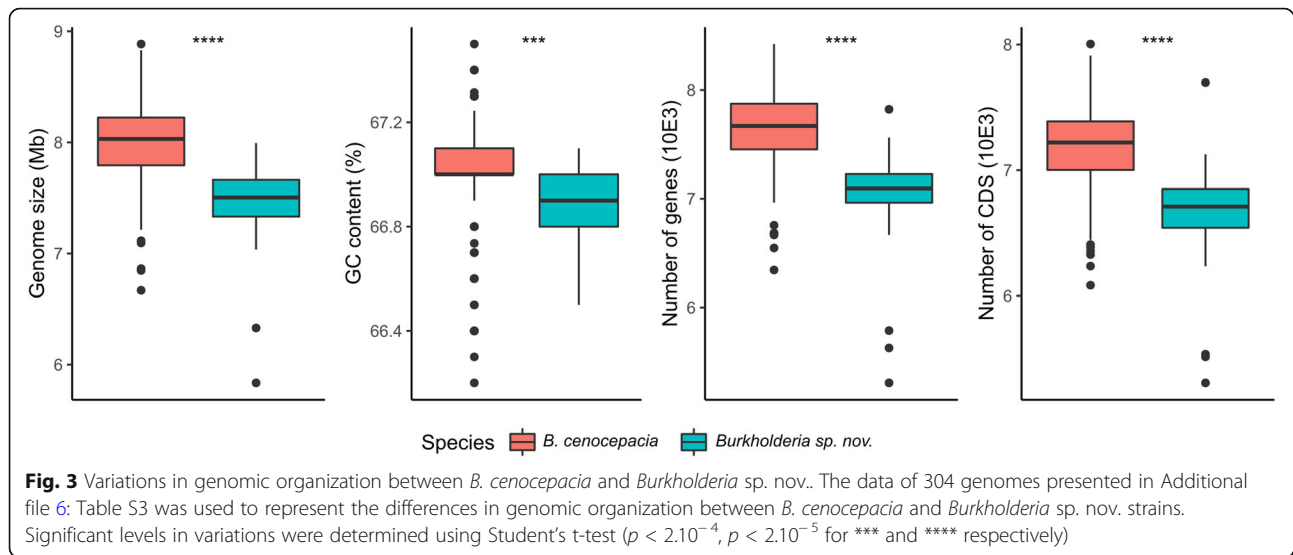 **** *** **** ****
Genome size (Mb)
9
8
7
6
GC content (%)
67.2
66.8
66.4
Number of genes (10E3)
8
7
6
Number of CDS (10E3)
8
7
6
Species B. cenocepacia Burkholderia sp. nov.
Fig. 3 Variations in genomic organization between B. cenocepacia and Burkholderia sp. nov.. The data of 304 genomes presented in Additional
file 6: Table S3 was used to represent the differences in genomic organization between B. cenocepacia and Burkholderia sp. nov. strains.
Significant levels in variations were determined using Student's t-test (p < 2.10⁻⁴, p < 2.10⁻⁵ for *** and **** respectively)